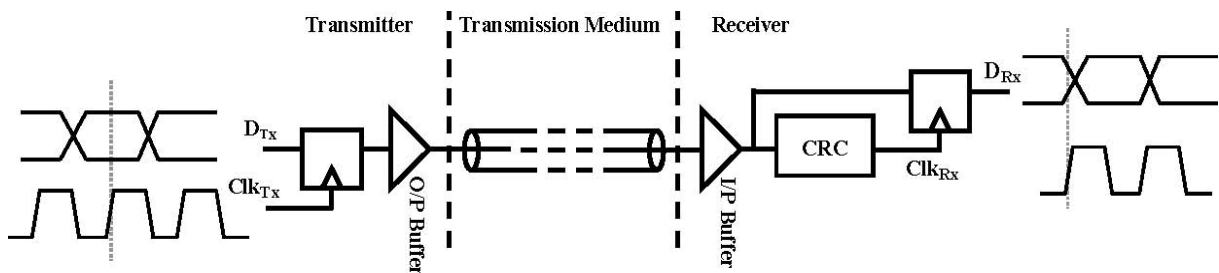 Transmitter
Transmission Medium
Receiver
D_Tx
Clk_Tx
O/P Buffer
I/P Buffer
CRC
D_Rx
Clk_Rx